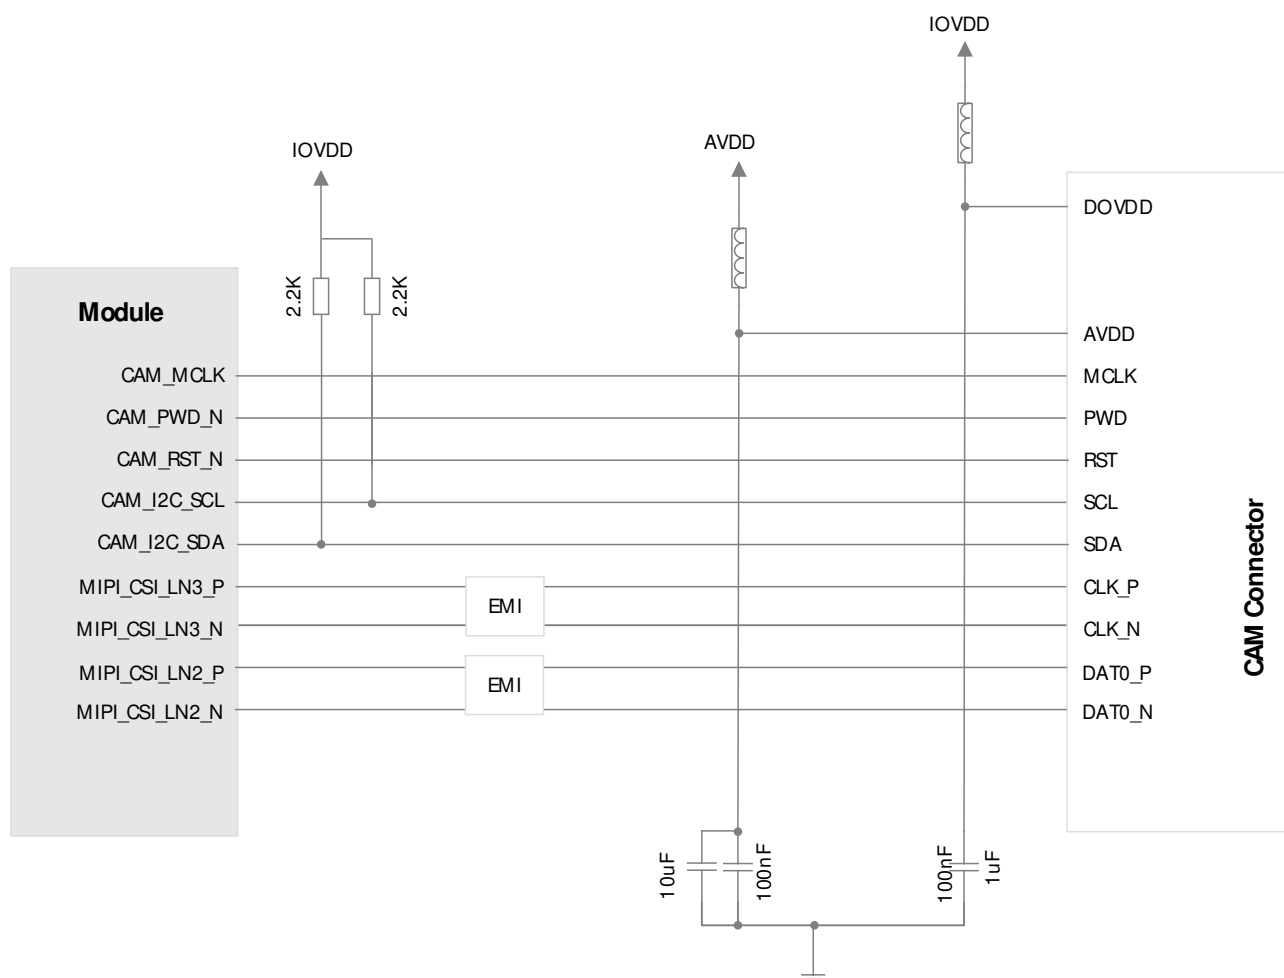 IOVDD
AVDD
IOVDD
DOVDD
2.2K
2.2K
Module
AVDD
CAM_MCLK
MCLK
CAM_PWD_N
PWD
CAM_RST_N
RST
CAM_I2C_SCL
SCL
CAM_I2C_SDA
SDA
MIPI_CSI_LN3_P
EMI
CLK_P
MIPI_CSI_LN3_N
CLK_N
MIPI_CSI_LN2_P
EMI
DAT0_P
MIPI_CSI_LN2_N
DAT0_N
CAM Connector
10uF
100nF
100nF
1uF